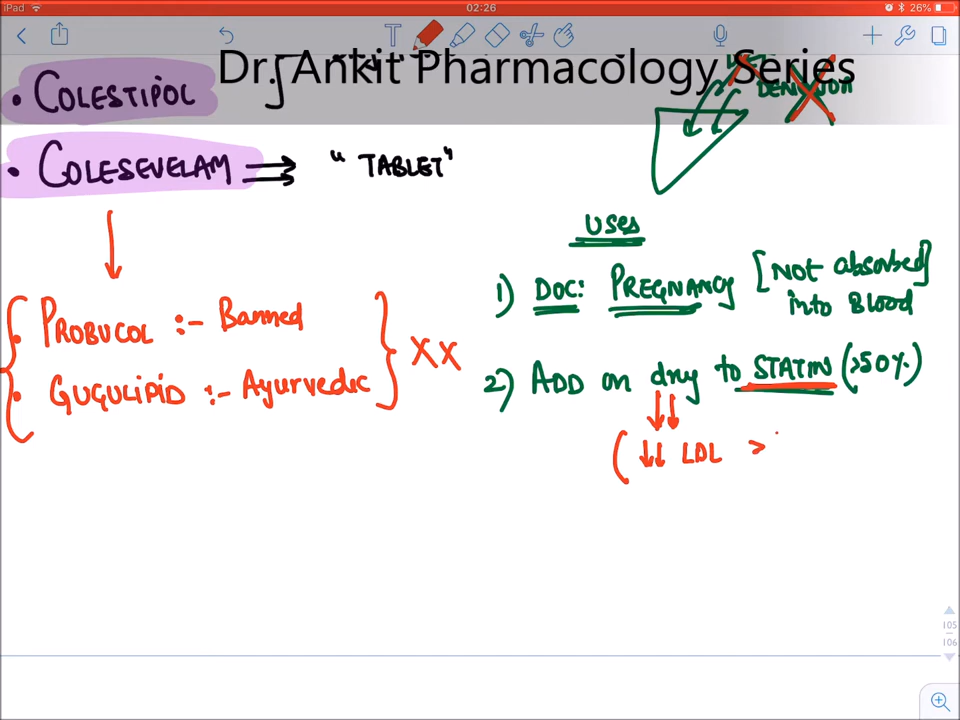 iPad
02:26
26%
Dr. Ankit Pharmacology Series
• COLESTIPOL
• COLESEVELAM ⇒ "TABLET"
• PROBUCOL :- Banned
• GUGULIPID :- Ayurvedic
XX
Uses
1) DOC: PREGNANCY [Not absorbed
into Blood]
2) ADD on drug to STATIN (>50%)
(↓↓ LDL >
105
106